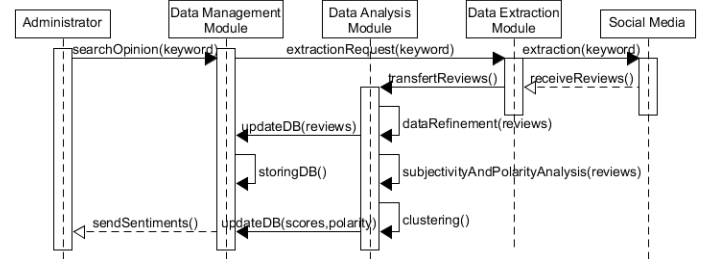 Administrator
Data Management
Module
Data Analysis
Module
Data Extraction
Module
Social Media
searchOpinion(keyword)
extractionRequest(keyword)
extraction(keyword)
transfertReviews()
receiveReviews()
updateDB(reviews)
dataRefinement(reviews)
storingDB()
subjectivityAndPolarityAnalysis(reviews)
sendSentiments()
updateDB(scores,polarity)
clustering()